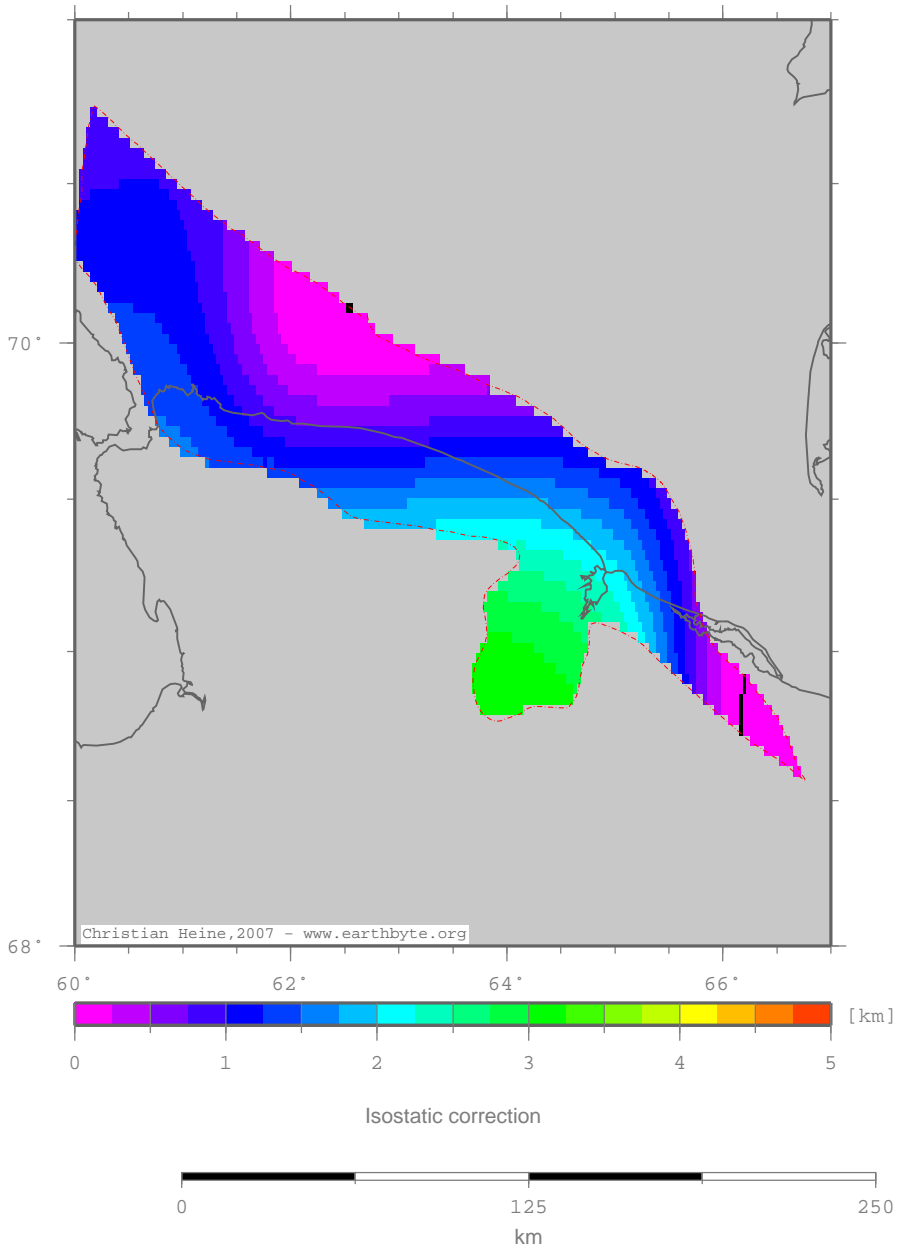 70°
Christian Heine,2007 - www.earthbyte.org
68°
60° 62° 64° 66°
[km]
0 1 2 3 4 5
Isostatic correction
0 125 250
km